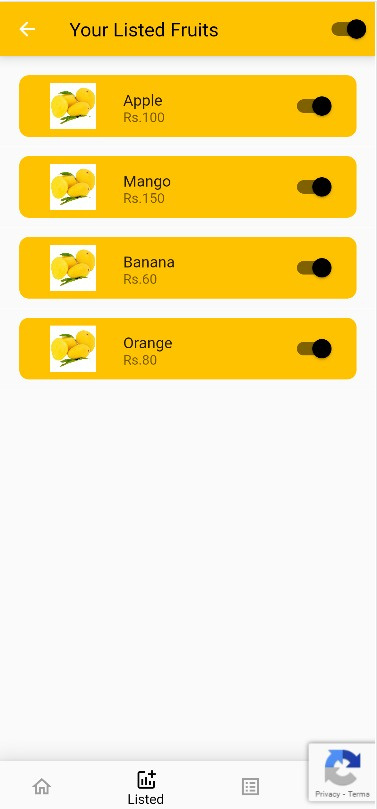 Your Listed Fruits
Apple
Rs.100
Mango
Rs.150
Banana
Rs.60
Orange
Rs.80
Listed
Privacy - Terms